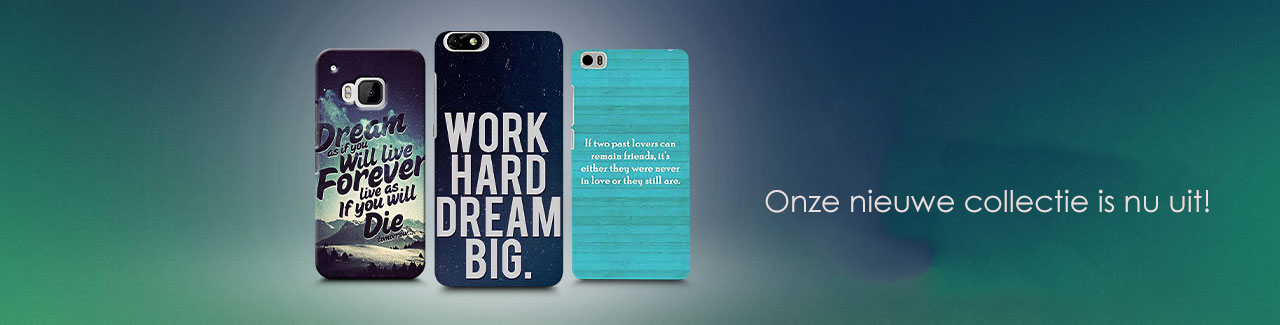 Dream
as if you
will live
Forever
live as
If you will
Die
tomorrow
WORK
HARD
DREAM
BIG.
If two past lovers can
remain friends, it's
either they were never
in love or they still are.
Onze nieuwe collectie is nu uit!